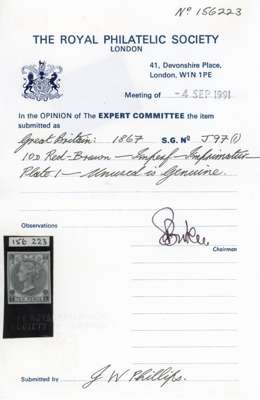 Nº 156223
THE ROYAL PHILATELIC SOCIETY
LONDON
41, Devonshire Place,
London. W1N 1PE
Meeting of -4 SEP 1991
In the OPINION of The EXPERT COMMITTEE the item
submitted as
Great Britain: 1867 S.G. Nº J97(1)
10D Red-Brown — Imperf — Imprimatur
Plate 1 — Unused is Genuine.
Observations
156 223
Chairman
Submitted by J W Phillips.